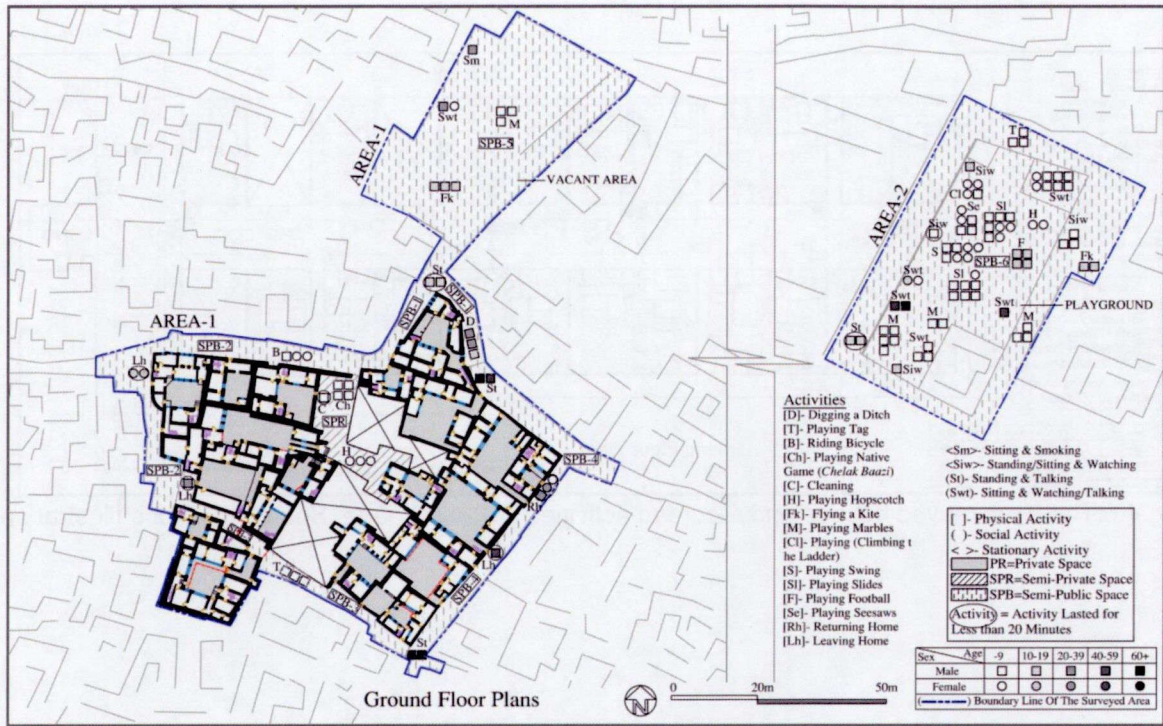 Sm
Swt
M
SPB-5
VACANT AREA
Fk
AREA-1
St
SPB-1
SPB-1
D
AREA-1
SPB-2
Lh
B
C
Ch
SPR
St
H
SPB-2
Lh
SPB-4
Rh
Lh
T
SPB-3
SPB-3
St
Ground Floor Plans
N
0
20m
50m
AREA-2
T
Siw
Cl
Swt
Se
Sl
H
Siw
Siw
S
F
SPB-6
Fk
Sl
Swt
Swt
Swt
PLAYGROUND
St
M
M
M
Swt
Siw
Activities
[D]- Digging a Ditch
[T]- Playing Tag
[B]- Riding Bicycle
[Ch]- Playing Native
Game (Chelak Baazi)
[C]- Cleaning
[H]- Playing Hopscotch
[Fk]- Flying a Kite
[M]- Playing Marbles
[Cl]- Playing (Climbing t
he Ladder)
[S]- Playing Swing
[Sl]- Playing Slides
[F]- Playing Football
[Se]- Playing Seesaws
[Rh]- Returning Home
[Lh]- Leaving Home
<Sm>- Sitting & Smoking
<Siw>- Standing/Sitting & Watching
(St)- Standing & Talking
(Swt)- Sitting & Watching/Talking
[ ]- Physical Activity
( )- Social Activity
< >- Stationary Activity
PR=Private Space
SPR=Semi-Private Space
SPB=Semi-Public Space
Activity = Activity Lasted for
Less than 20 Minutes
Sex Age -9 10-19 20-39 40-59 60+
Male
Female
( ) Boundary Line Of The Surveyed Area